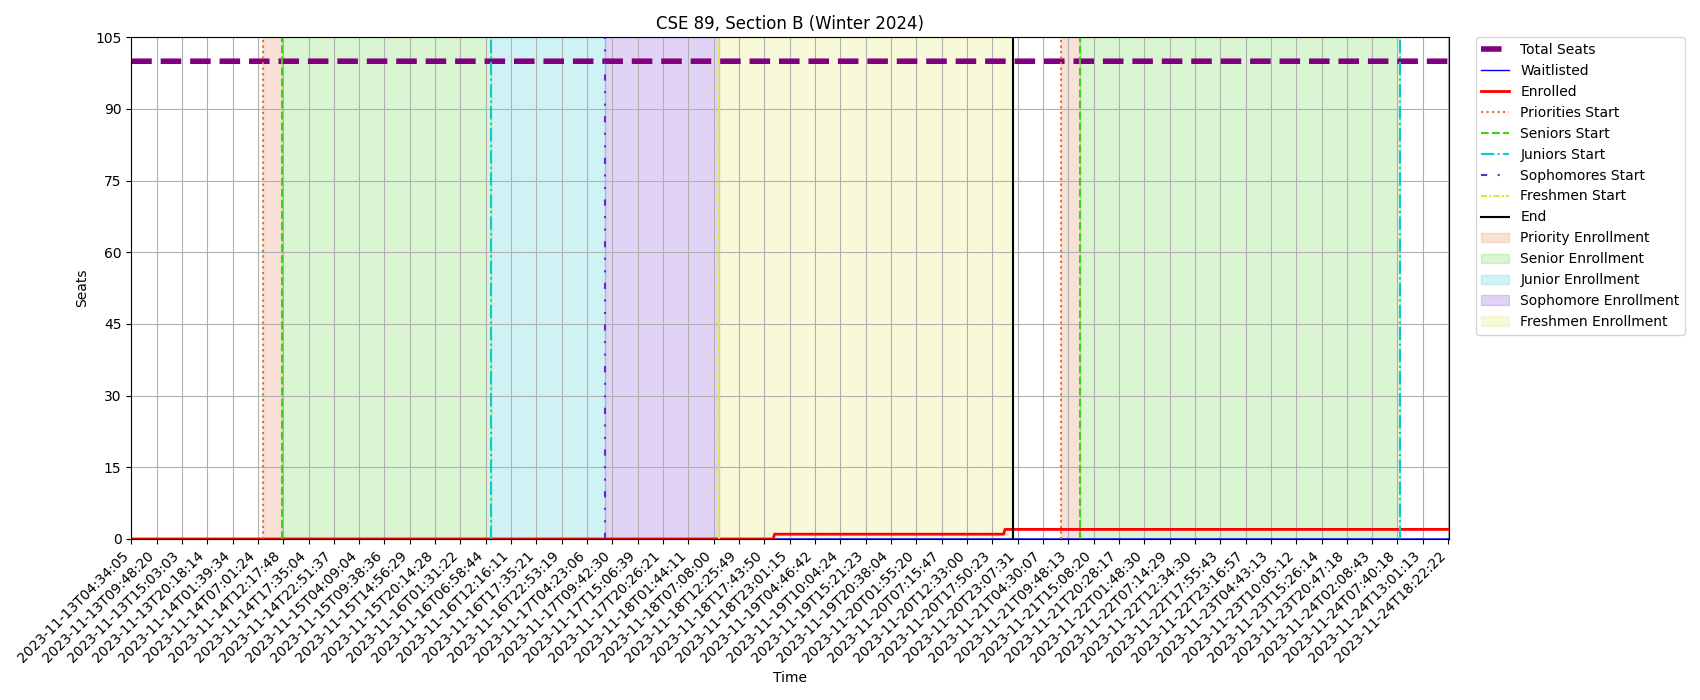 CSE 89, Section B (Winter 2024)
105
90
75
60
45
30
15
0
Seats
2023-11-13T04:34:05
2023-11-13T09:48:20
2023-11-13T15:03:03
2023-11-13T20:18:14
2023-11-14T01:39:34
2023-11-14T07:01:24
2023-11-14T12:17:48
2023-11-14T17:35:04
2023-11-14T22:51:37
2023-11-15T04:09:04
2023-11-15T09:38:36
2023-11-15T14:56:29
2023-11-15T20:14:28
2023-11-16T01:31:22
2023-11-16T06:58:44
2023-11-16T12:16:11
2023-11-16T17:35:21
2023-11-16T22:53:19
2023-11-17T04:23:06
2023-11-17T09:42:30
2023-11-17T15:06:39
2023-11-17T20:26:21
2023-11-18T01:44:11
2023-11-18T07:08:00
2023-11-18T12:25:49
2023-11-18T17:43:50
2023-11-18T23:01:15
2023-11-19T04:46:42
2023-11-19T10:04:24
2023-11-19T15:21:23
2023-11-19T20:38:04
2023-11-20T01:55:20
2023-11-20T07:15:47
2023-11-20T12:33:00
2023-11-20T17:50:23
2023-11-20T23:07:31
2023-11-21T04:30:07
2023-11-21T09:48:13
2023-11-21T15:08:20
2023-11-21T20:28:17
2023-11-22T01:48:30
2023-11-22T07:14:29
2023-11-22T12:34:30
2023-11-22T17:55:43
2023-11-22T23:16:57
2023-11-23T04:43:13
2023-11-23T10:05:12
2023-11-23T15:26:14
2023-11-23T20:47:18
2023-11-24T02:08:43
2023-11-24T07:40:18
2023-11-24T13:01:13
2023-11-24T18:22:22
Time
Total Seats
Waitlisted
Enrolled
Priorities Start
Seniors Start
Juniors Start
Sophomores Start
Freshmen Start
End
Priority Enrollment
Senior Enrollment
Junior Enrollment
Sophomore Enrollment
Freshmen Enrollment